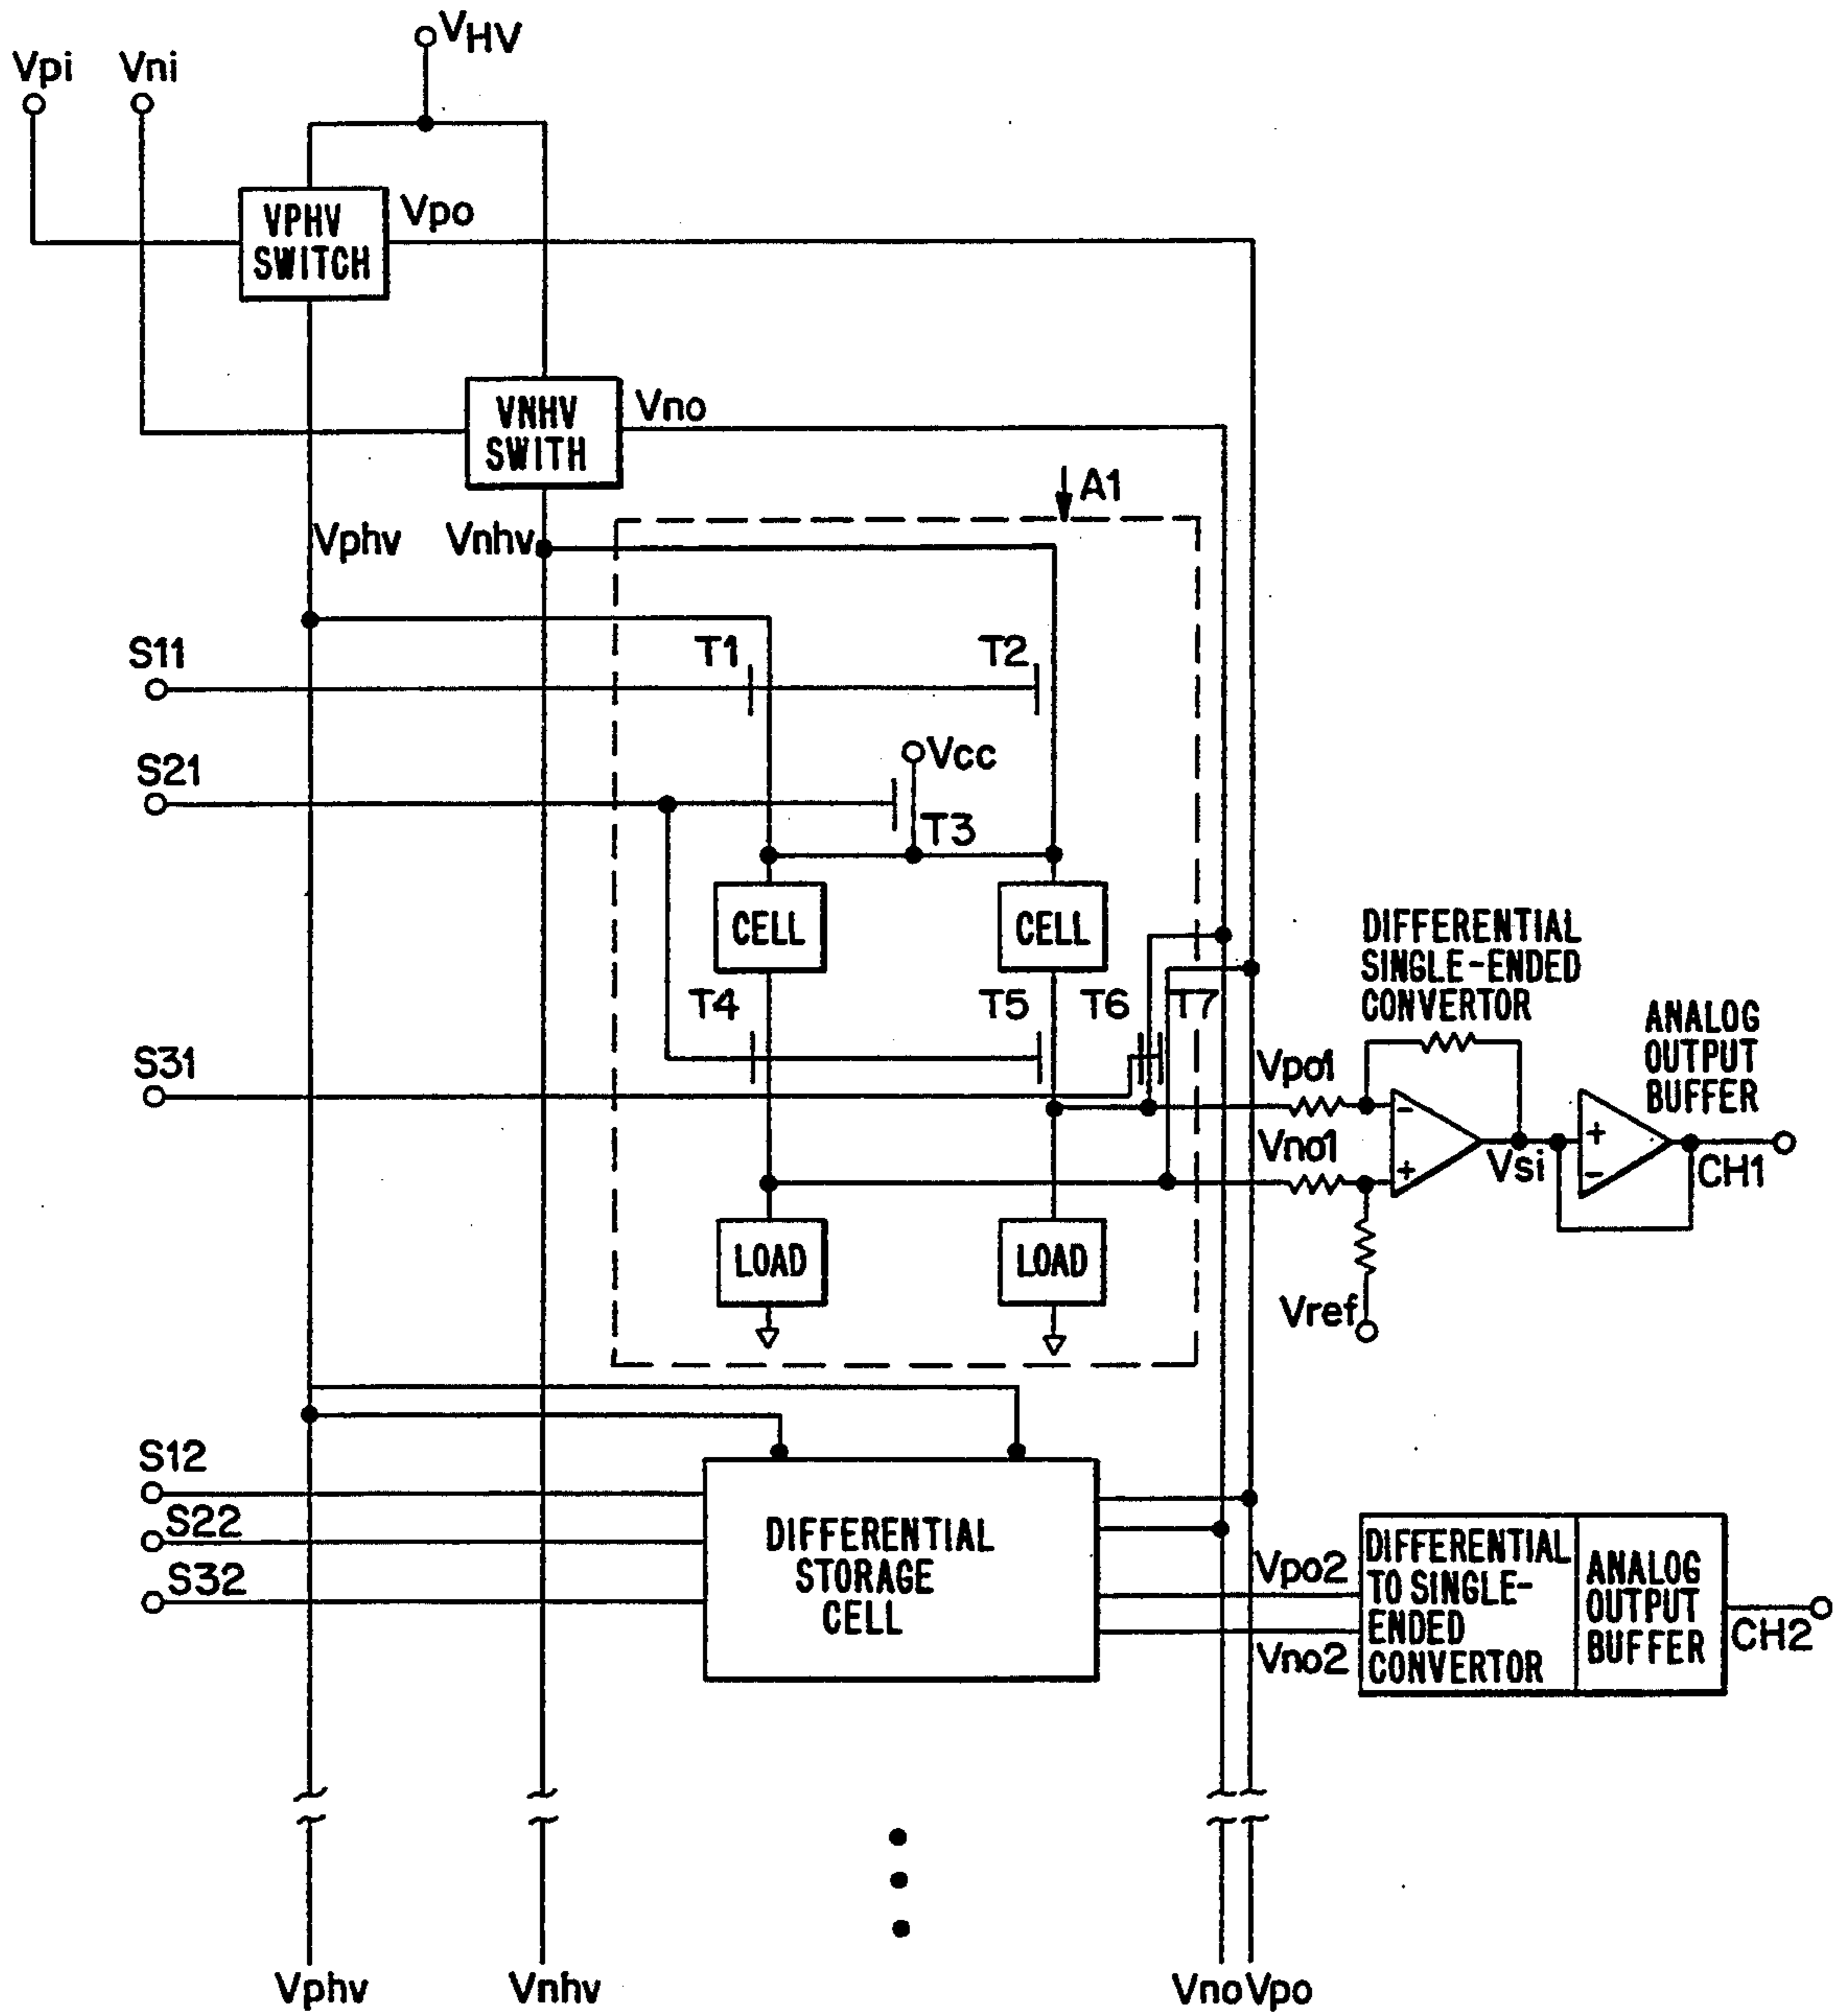 VHV
Vpi
Vni
VPHV
SWITCH
Vpo
VNHV
SWITH
Vno
A1
Vphv
Vnhv
S11
T1
T2
S21
Vcc
T3
CELL
CELL
T4
T5
T6
T7
S31
DIFFERENTIAL
SINGLE-ENDED
CONVERTOR
ANALOG
OUTPUT
BUFFER
Vpo1
-
+
Vno1
+
-
Vsi
CH1
LOAD
LOAD
Vref
S12
S22
S32
DIFFERENTIAL
STORAGE
CELL
Vpo2
Vno2
DIFFERENTIAL
TO SINGLE-
ENDED
CONVERTOR
ANALOG
OUTPUT
BUFFER
CH2
Vphv
Vnhv
Vno
Vpo